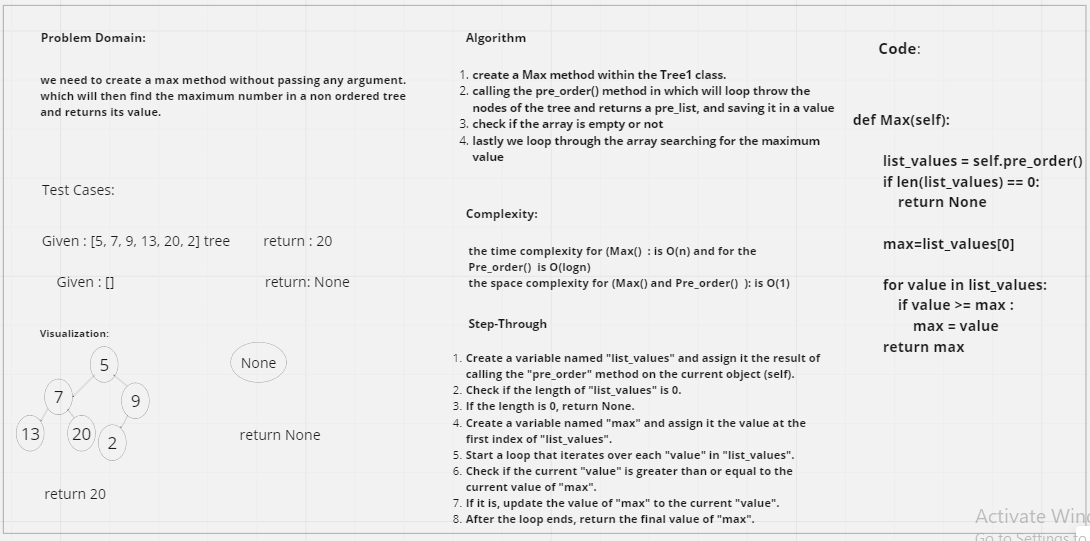 Problem Domain:
we need to create a max method without passing any argument.
which will then find the maximum number in a non ordered tree
and returns its value.
Test Cases:
Given : [5, 7, 9, 13, 20, 2] tree return : 20
Given : [] return: None
Visualization:
5
7
9
13
20
2
return 20
None
return None
Algorithm
1. create a Max method within the Tree1 class.
2. calling the pre_order() method in which will loop throw the
nodes of the tree and returns a pre_list, and saving it in a value
3. check if the array is empty or not
4. lastly we loop through the array searching for the maximum
value
Complexity:
the time complexity for (Max() : is O(n) and for the
Pre_order() is O(logn)
the space complexity for (Max() and Pre_order() ): is O(1)
Step-Through
1. Create a variable named "list_values" and assign it the result of
calling the "pre_order" method on the current object (self).
2. Check if the length of "list_values" is 0.
3. If the length is 0, return None.
4. Create a variable named "max" and assign it the value at the
first index of "list_values".
5. Start a loop that iterates over each "value" in "list_values".
6. Check if the current "value" is greater than or equal to the
current value of "max".
7. If it is, update the value of "max" to the current "value".
8. After the loop ends, return the final value of "max".
Code:
def Max(self):
list_values = self.pre_order()
if len(list_values) == 0:
return None
max=list_values[0]
for value in list_values:
if value >= max :
max = value
return max
Activate Wind
Go to Settings to